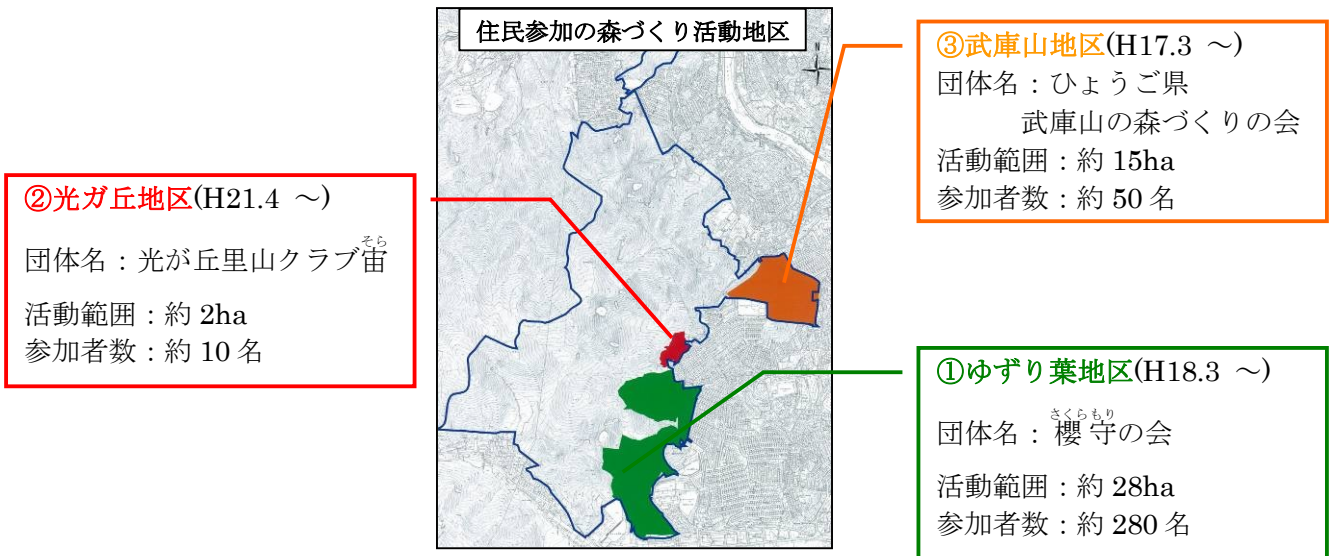 住民参加の森づくり活動地区
N
③武庫山地区(H17.3 ~)
団体名:ひょうご県
武庫山の森づくりの会
活動範囲:約 15ha
参加者数:約 50 名
②光ガ丘地区(H21.4 ~)
そら
団体名:光が丘里山クラブ宙
活動範囲:約 2ha
参加者数:約 10 名
①ゆずり葉地区(H18.3 ~)
さくらもり
団体名:櫻守の会
活動範囲:約 28ha
参加者数:約 280 名